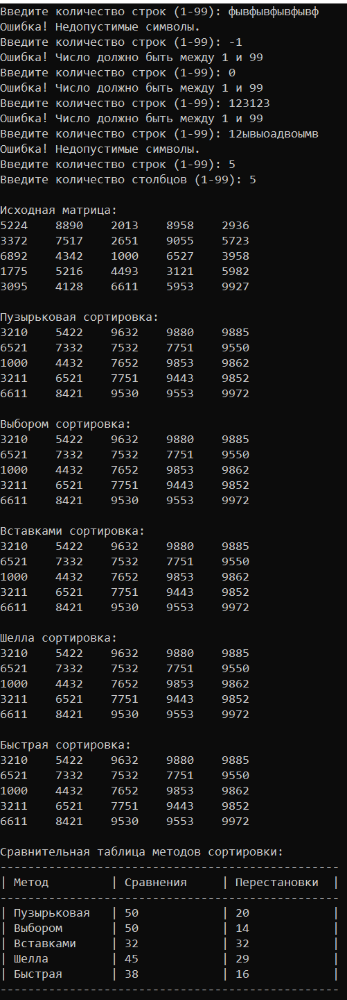 Введите количество строк (1-99): фывфывфывфывф
Ошибка! Недопустимые символы.
Введите количество строк (1-99): -1
Ошибка! Число должно быть между 1 и 99
Введите количество строк (1-99): 0
Ошибка! Число должно быть между 1 и 99
Введите количество строк (1-99): 123123
Ошибка! Число должно быть между 1 и 99
Введите количество строк (1-99): 12ывыоадвоымв
Ошибка! Недопустимые символы.
Введите количество строк (1-99): 5
Введите количество столбцов (1-99): 5

Исходная матрица:
5224    8890    2013    8958    2936
3372    7517    2651    9055    5723
6892    4342    1000    6527    3958
1775    5216    4493    3121    5982
3095    4128    6611    5953    9927

Пузырьковая сортировка:
3210    5422    9632    9880    9885
6521    7332    7532    7751    9550
1000    4432    7652    9853    9862
3211    6521    7751    9443    9852
6611    8421    9530    9553    9972

Выбором сортировка:
3210    5422    9632    9880    9885
6521    7332    7532    7751    9550
1000    4432    7652    9853    9862
3211    6521    7751    9443    9852
6611    8421    9530    9553    9972

Вставками сортировка:
3210    5422    9632    9880    9885
6521    7332    7532    7751    9550
1000    4432    7652    9853    9862
3211    6521    7751    9443    9852
6611    8421    9530    9553    9972

Шелла сортировка:
3210    5422    9632    9880    9885
6521    7332    7532    7751    9550
1000    4432    7652    9853    9862
3211    6521    7751    9443    9852
6611    8421    9530    9553    9972

Быстрая сортировка:
3210    5422    9632    9880    9885
6521    7332    7532    7751    9550
1000    4432    7652    9853    9862
3211    6521    7751    9443    9852
6611    8421    9530    9553    9972

Сравнительная таблица методов сортировки:
-------------------------------------------------
| Метод         | Сравнения     | Перестановки  |
-------------------------------------------------
| Пузырьковая   | 50            | 20            |
| Выбором       | 50            | 14            |
| Вставками     | 32            | 32            |
| Шелла         | 45            | 29            |
| Быстрая       | 38            | 16            |
-------------------------------------------------